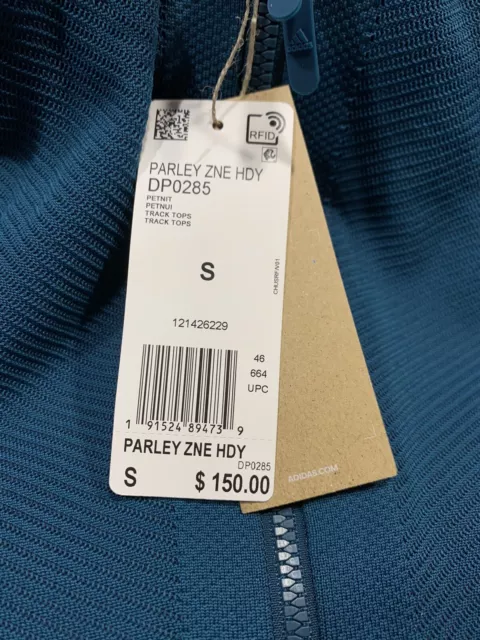 RFID
PARLEY ZNE HDY
DP0285
PETNIT
PETNUI
TRACK TOPS
TRACK TOPS
CHUSRFIV01
S
121426229
46
664
UPC
1 91524 89473 9
PARLEY ZNE HDY
DP0285
S $ 150.00
ADIDAS.COM